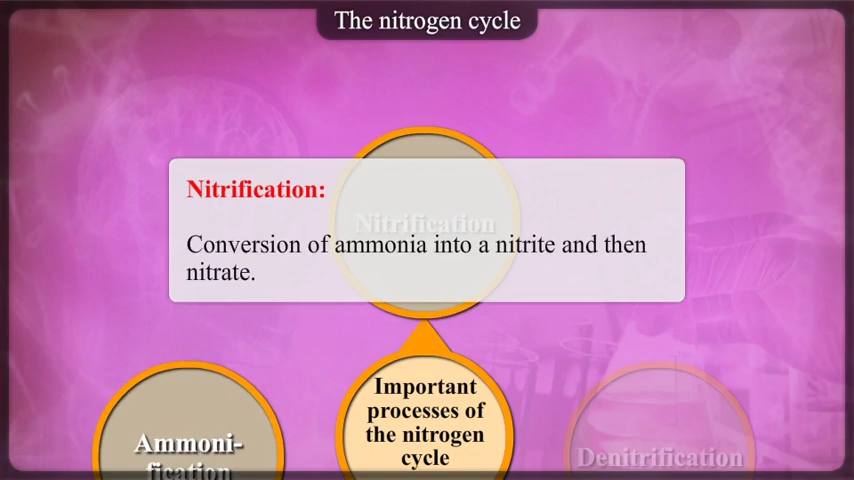 The nitrogen cycle
Nitrification:
Nitrification
Conversion of ammonia into a nitrite and then
nitrate.
Important
processes of
the nitrogen
cycle
Ammoni-
fication
Denitrification